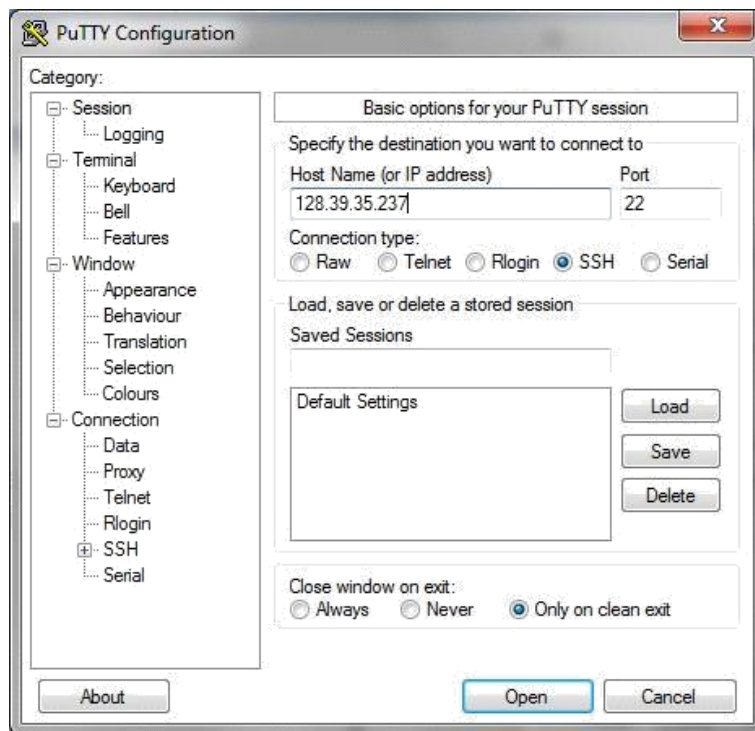 PuTTY Configuration
Category:
Session
Logging
Terminal
Keyboard
Bell
Features
Window
Appearance
Behaviour
Translation
Selection
Colours
Connection
Data
Proxy
Telnet
Rlogin
SSH
Serial
Basic options for your PuTTY session
Specify the destination you want to connect to
Host Name (or IP address) Port
128.39.35.237 22
Connection type:
Raw Telnet Rlogin SSH Serial
Load, save or delete a stored session
Saved Sessions
Default Settings
Load
Save
Delete
Close window on exit:
Always Never Only on clean exit
About Open Cancel